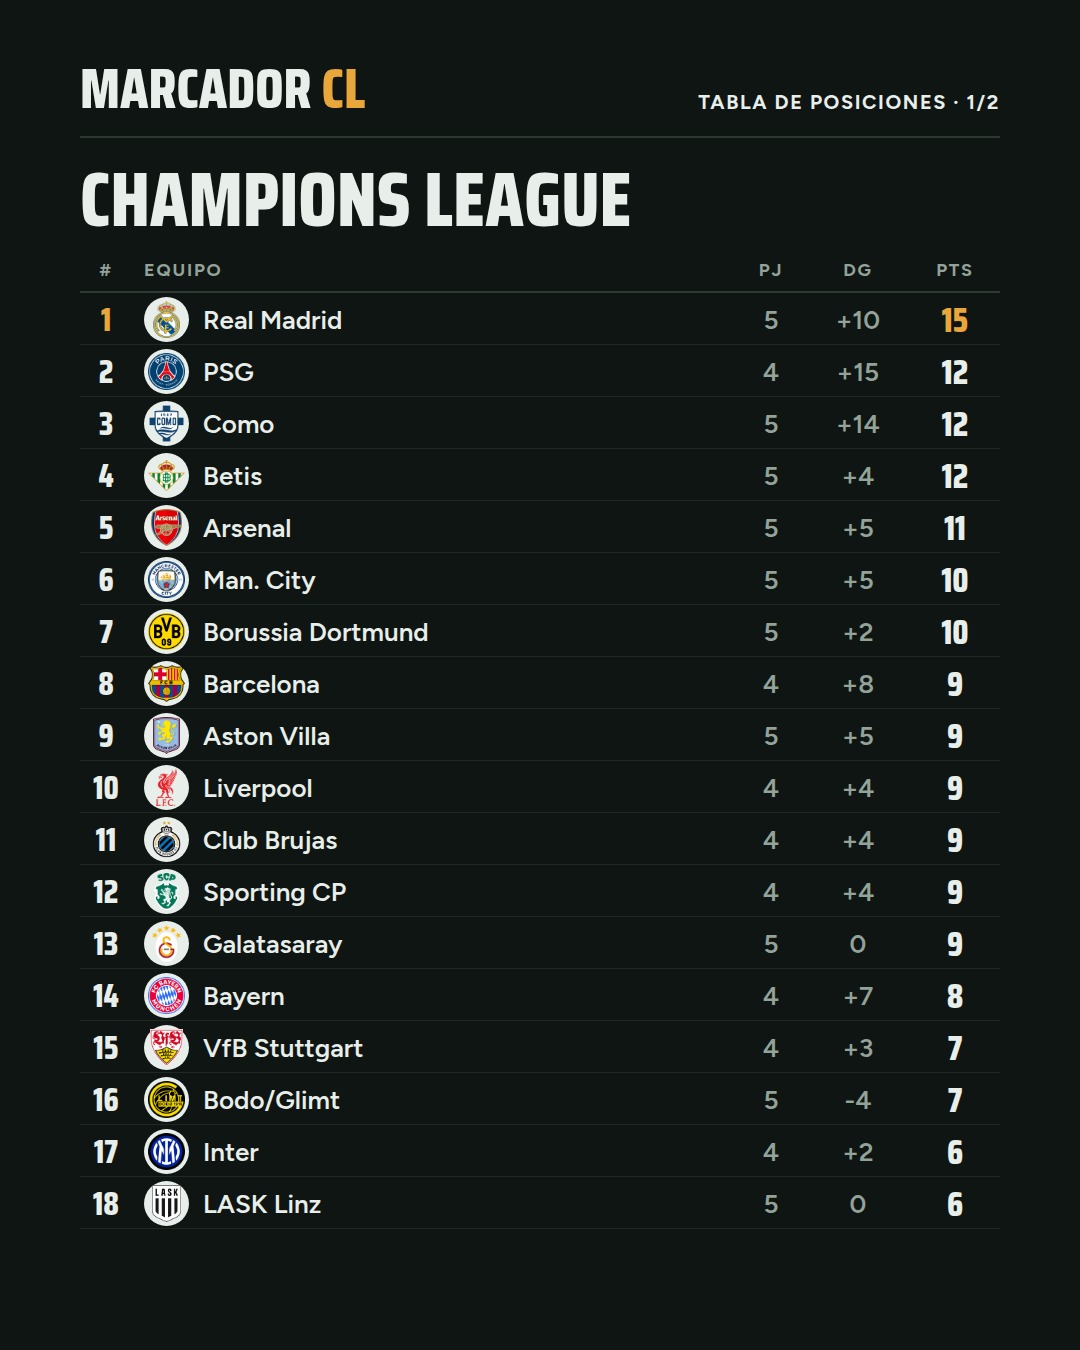 MARCADOR CL
TABLA DE POSICIONES · 1/2
CHAMPIONS LEAGUE
# EQUIPO PJ DG PTS
1 Real Madrid 5 +10 15
2 PSG 4 +15 12
3 Como 5 +14 12
4 Betis 5 +4 12
5 Arsenal 5 +5 11
6 Man. City 5 +5 10
7 Borussia Dortmund 5 +2 10
8 Barcelona 4 +8 9
9 Aston Villa 5 +5 9
10 Liverpool 4 +4 9
11 Club Brujas 4 +4 9
12 Sporting CP 4 +4 9
13 Galatasaray 5 0 9
14 Bayern 4 +7 8
15 VfB Stuttgart 4 +3 7
16 Bodo/Glimt 5 -4 7
17 Inter 4 +2 6
18 LASK Linz 5 0 6